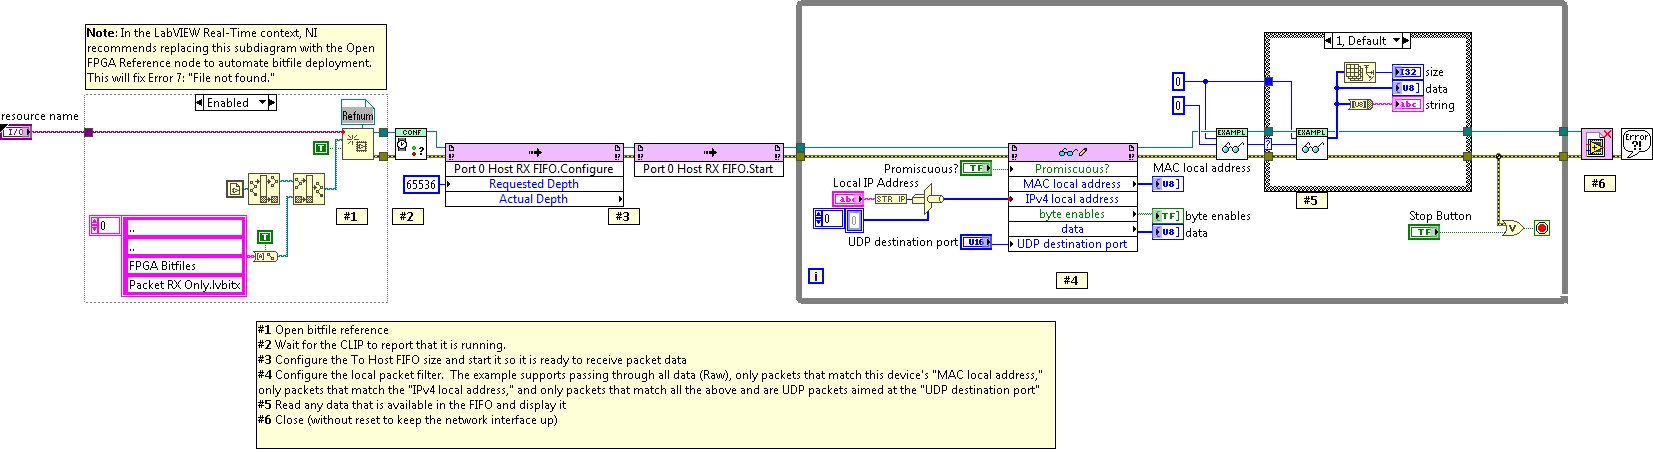 Note: In the LabVIEW Real-Time context, NI
recommends replacing this subdiagram with the Open
FPGA Reference node to automate bitfile deployment.
This will fix Error 7: "File not found."
resource name
I/O
Enabled
Refnum
T
0
..
..
FPGA Bitfiles
Packet RX Only.lvbitx
T
#1
CONF
?
#2
Port 0 Host RX FIFO.Configure
65536
Requested Depth
Actual Depth
Port 0 Host RX FIFO.Start
#3
Promiscuous?
TF
Local IP Address
abc
STR IP
0
0
UDP destination port
U16
Promiscuous?
MAC local address
IPv4 local address
byte enables
data
UDP destination port
MAC local address
U8
TF
byte enables
U8
data
#4
i
0
0
EXAMPL
1, Default
?
EXAMPL
I32
size
U8
data
[U8]
abc
string
#5
Stop Button
TF
V
Error
?!
#6
#1 Open bitfile reference
#2 Wait for the CLIP to report that it is running.
#3 Configure the To Host FIFO size and start it so it is ready to receive packet data
#4 Configure the local packet filter.  The example supports passing through all data (Raw), only packets that match this device's "MAC local address,"
only packets that match the "IPv4 local address," and only packets that match all the above and are UDP packets aimed at the "UDP destination port"
#5 Read any data that is available in the FIFO and display it
#6 Close (without reset to keep the network interface up)